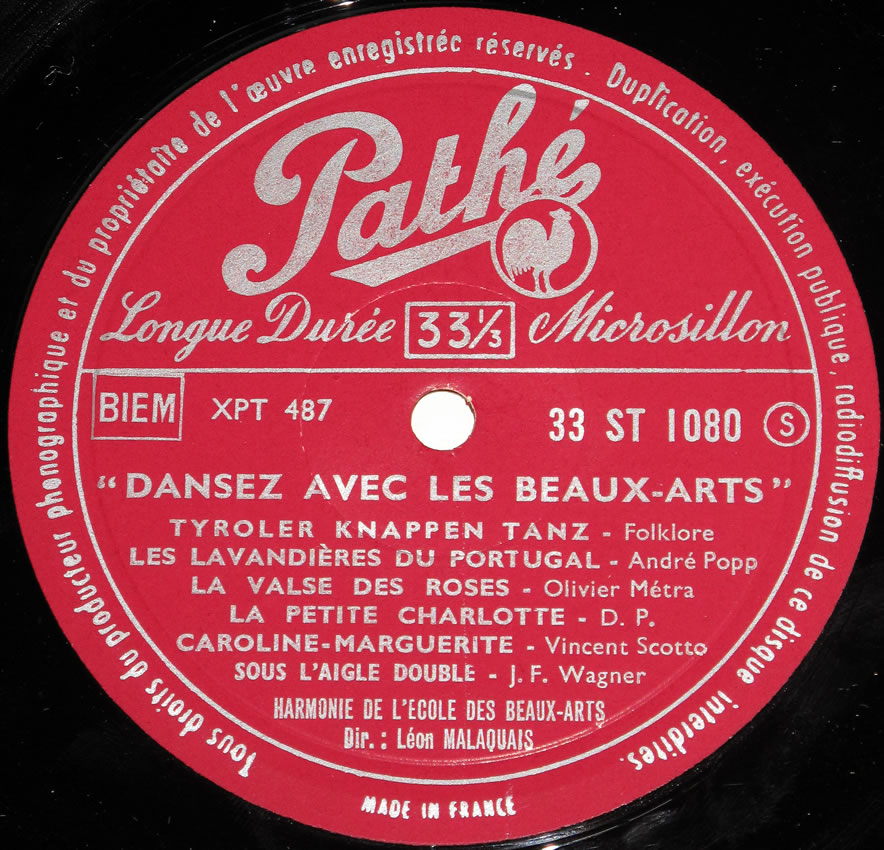 Tous droits du producteur phonographique et du propriétaire de l'œuvre enregistrée réservés. Duplication, exécution publique, radiodiffusion de ce disque interdites.
Pathé
Longue Durée 33⅓ Microsillon
BIEM XPT 487 33 ST 1080 S
"DANSEZ AVEC LES BEAUX-ARTS"
TYROLER KNAPPEN TANZ - Folklore
LES LAVANDIÈRES DU PORTUGAL - André Popp
LA VALSE DES ROSES - Olivier Métra
LA PETITE CHARLOTTE - D. P.
CAROLINE-MARGUERITE - Vincent Scotto
SOUS L'AIGLE DOUBLE - J. F. Wagner
HARMONIE DE L'ECOLE DES BEAUX-ARTS
Dir.: Léon MALAQUAIS
MADE IN FRANCE